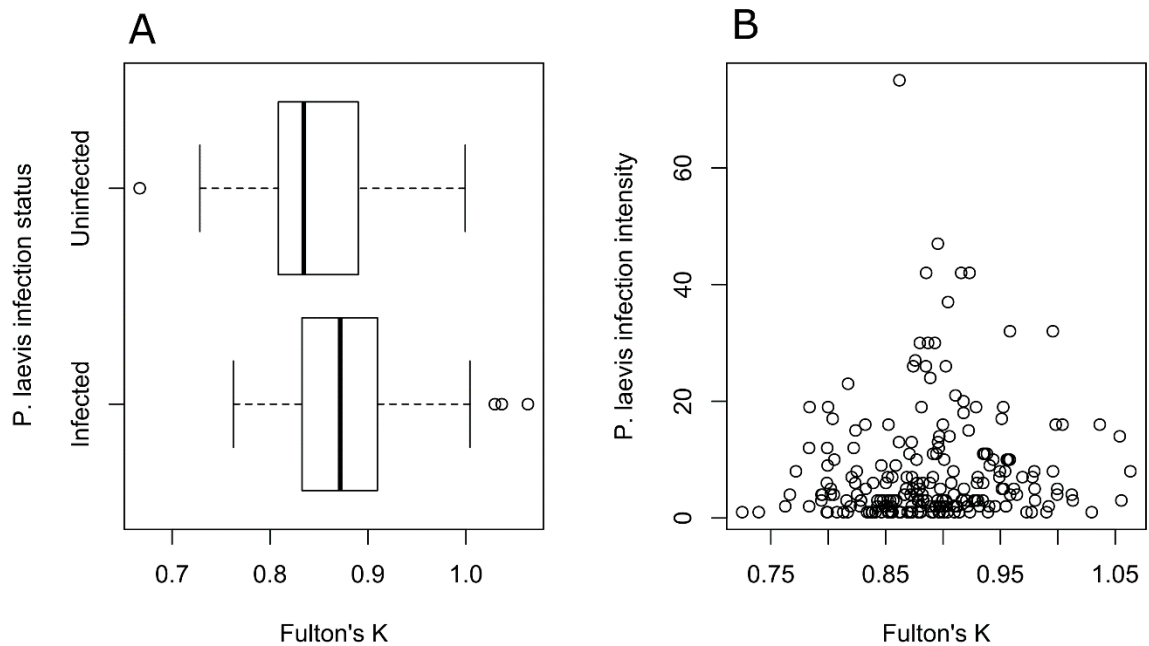 A
P. laevis infection status
Uninfected
Infected
0.7 0.8 0.9 1.0
Fulton's K
B
P. laevis infection intensity
60
40
20
0
0.75 0.85 0.95 1.05
Fulton's K